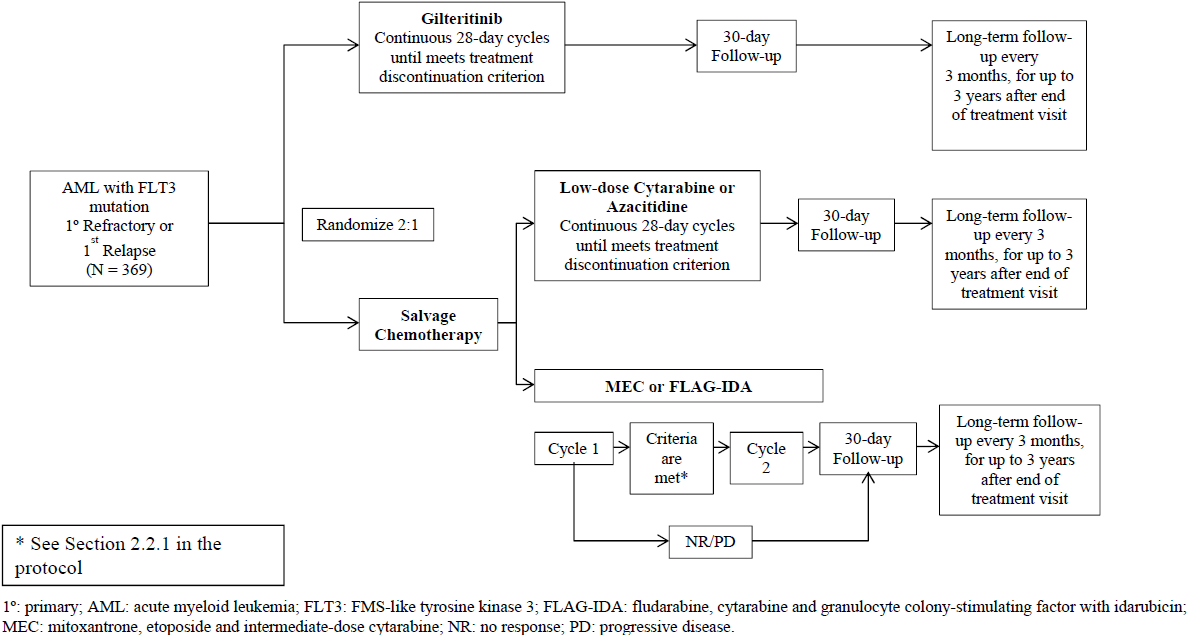 Gilteritinib
Continuous 28-day cycles
until meets treatment
discontinuation criterion
30-day
Follow-up
Long-term follow-
up every
3 months, for up to
3 years after end
of treatment visit
AML with FLT3
mutation
1º Refractory or
1st Relapse
(N = 369)
Randomize 2:1
Low-dose Cytarabine or
Azacitidine
Continuous 28-day cycles
until meets treatment
discontinuation criterion
30-day
Follow-up
Long-term follow-
up every 3
months, for up to 3
years after end of
treatment visit
Salvage
Chemotherapy
MEC or FLAG-IDA
Cycle 1
Criteria
are
met*
Cycle
2
30-day
Follow-up
Long-term follow-
up every 3 months,
for up to 3 years
after end of
treatment visit
NR/PD
* See Section 2.2.1 in the
protocol
1º: primary; AML: acute myeloid leukemia; FLT3: FMS-like tyrosine kinase 3; FLAG-IDA: fludarabine, cytarabine and granulocyte colony-stimulating factor with idarubicin;
MEC: mitoxantrone, etoposide and intermediate-dose cytarabine; NR: no response; PD: progressive disease.